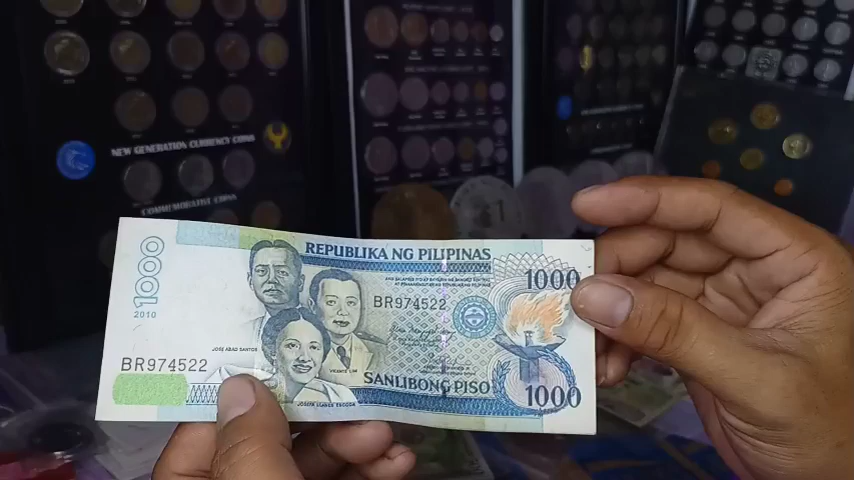 NEW GENERATION CURRENCY COINS
COMMEMORATIVE COINS
1000
2010
REPUBLIKA NG PILIPINAS
1000
BR974522
JOSE ABAD SANTOS
VICENTE LIM
BR974522
SANLIBONG PISO
JOSEFA LLANES ESCODA
1000